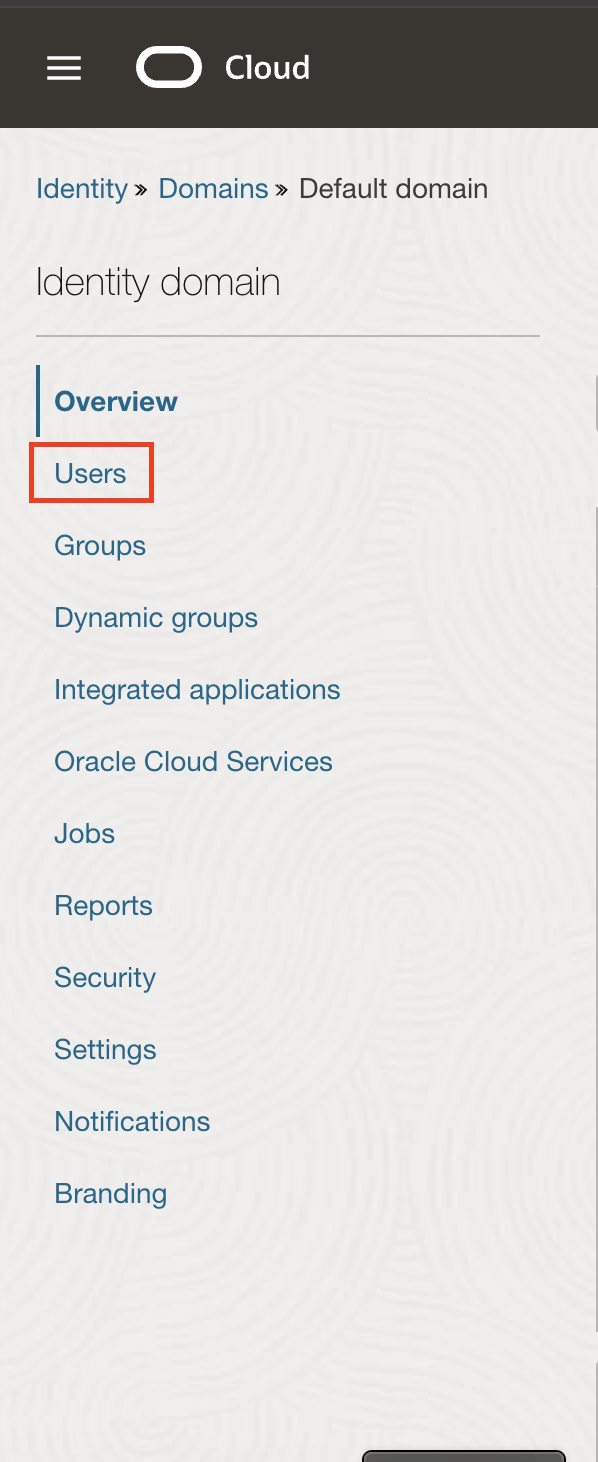 Cloud
Identity » Domains » Default domain
Identity domain
Overview
Users
Groups
Dynamic groups
Integrated applications
Oracle Cloud Services
Jobs
Reports
Security
Settings
Notifications
Branding